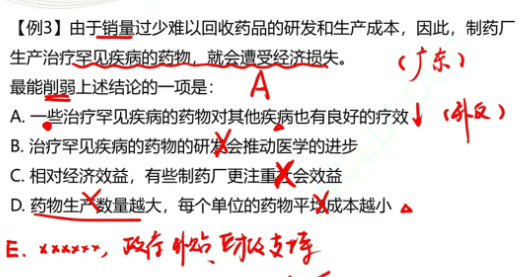 【例3】由于销量过少难以回收药品的研发和生产成本，因此，制药厂
生产治疗罕见疾病的药物，就会遭受经济损失。
（广东）
最能削弱上述结论的一项是：
A
A. 一些治疗罕见疾病的药物对其他疾病也有良好的疗效
↓（外反）
B. 治疗罕见疾病的药物的研发会推动医学的进步
C. 相对经济效益，有些制药厂更注重社会效益
D. 药物生产数量越大，每个单位的药物平均成本越小
E. xxxxxx，政府补贴